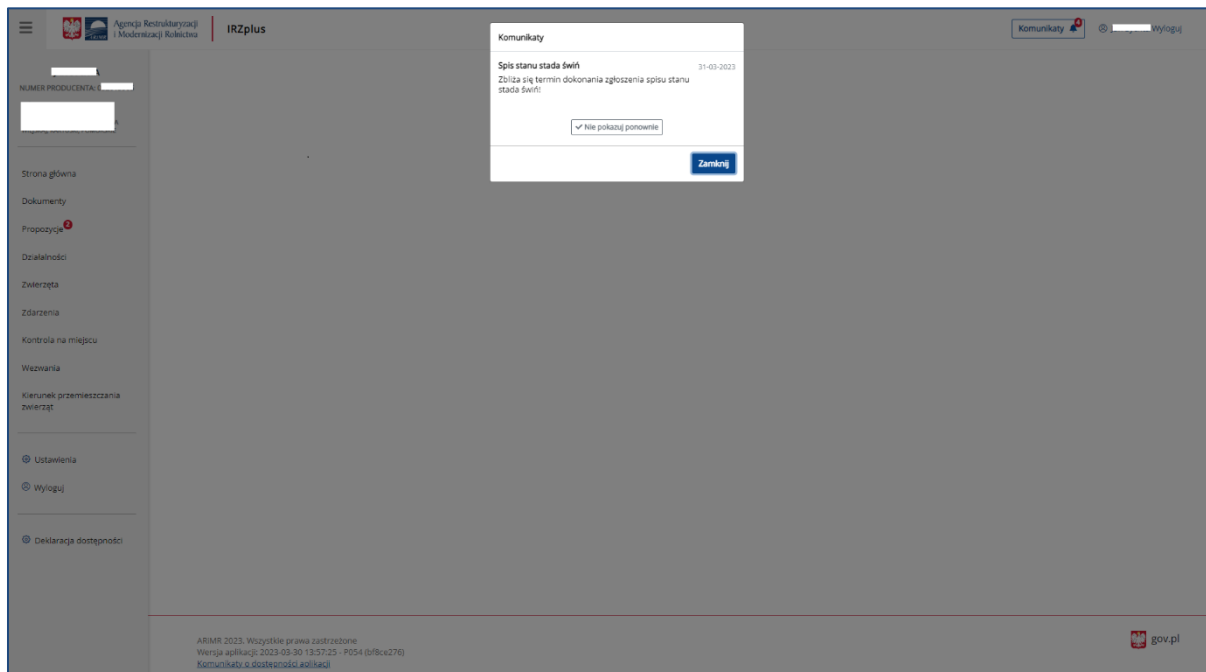 Agencja Restrukturyzacji
i Modernizacji Rolnictwa
IRZplus
Komunikaty 4
Wyloguj
Komunikaty
Spis stanu stada świń 31-03-2023
Zbliża się termin dokonania zgłoszenia spisu stanu
stada świń!
Nie pokazuj ponownie
Zamknij
NUMER PRODUCENTA:
Strona główna
Dokumenty
Propozycje 2
Działalności
Zwierzęta
Zdarzenia
Kontrola na miejscu
Wezwania
Kierunek przemieszczania
zwierząt
Ustawienia
Wyloguj
Deklaracja dostępności
ARiMR 2023. Wszystkie prawa zastrzeżone
Wersja aplikacji: 2023-03-30 13:57:25 - P054 (bf8ce276)
Komunikaty o dostępności aplikacji
gov.pl